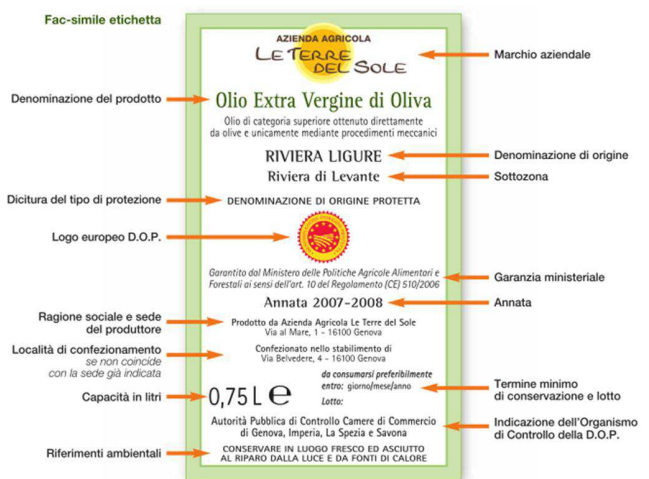 Fac-simile etichetta
AZIENDA AGRICOLA
LE TERRE
DEL SOLE
Marchio aziendale
Denominazione del prodotto
Olio Extra Vergine di Oliva
Olio di categoria superiore ottenuto direttamente
da olive e unicamente mediante procedimenti meccanici
RIVIERA LIGURE
Denominazione di origine
Riviera di Levante
Sottozona
Dicitura del tipo di protezione
DENOMINAZIONE DI ORIGINE PROTETTA
Logo europeo D.O.P.
Garantito dal Ministero delle Politiche Agricole Alimentari e
Forestali ai sensi dell'art. 10 del Regolamento (CE) 510/2006
Garanzia ministeriale
Annata 2007-2008
Annata
Ragione sociale e sede
del produttore
Prodotto da Azienda Agricola Le Terre del Sole
Via al Mare, 1 - 16100 Genova
Località di confezionamento
se non coincide
con la sede già indicata
Confezionato nello stabilimento di
Via Belvedere, 4 - 16100 Genova
da consumarsi preferibilmente
entro: giorno/mese/anno
Lotto:
Termine minimo
di conservazione e lotto
Capacità in litri
0,75 L e
Autorità Pubblica di Controllo Camere di Commercio
di Genova, Imperia, La Spezia e Savona
Indicazione dell'Organismo
di Controllo della D.O.P.
Riferimenti ambientali
CONSERVARE IN LUOGO FRESCO ED ASCIUTTO
AL RIPARO DALLA LUCE E DA FONTI DI CALORE